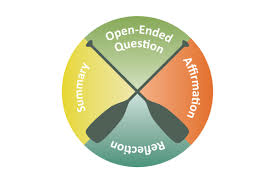 Open-Ended
Question
Affirmation
Reflection
Summary